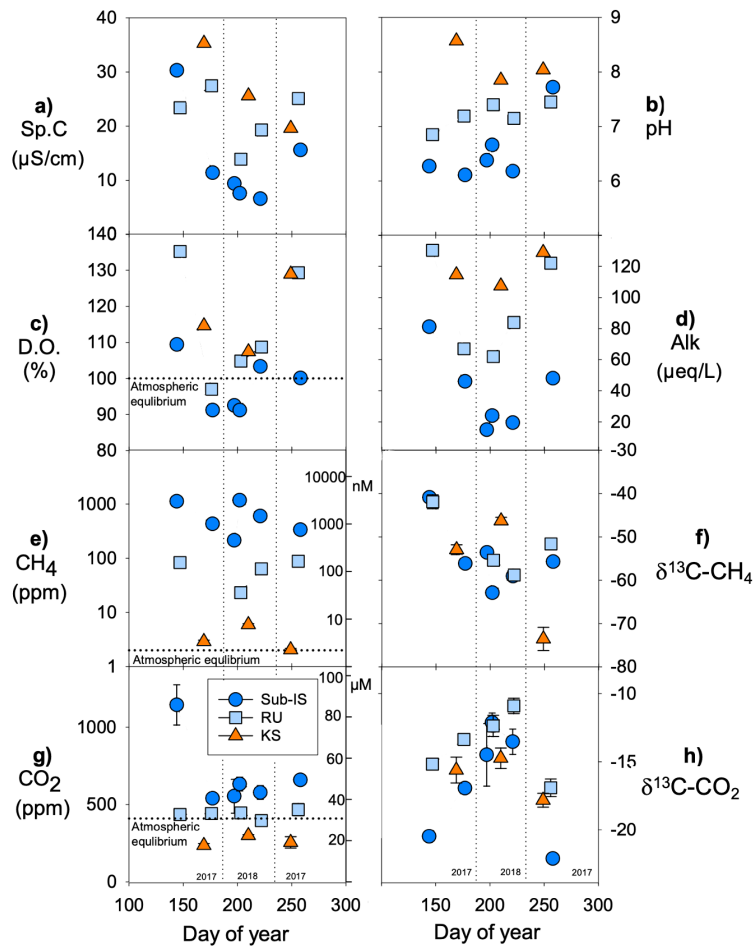 a)
Sp.C
(µS/cm)
40
30
20
10
0
b)
pH
9
8
7
6
c)
D.O.
(%)
140
130
120
110
100
90
80
Atmospheric
equlibrium
d)
Alk
(µeq/L)
120
100
80
60
40
20
e)
CH4
(ppm)
1000
100
10
1
10000
nM
1000
100
10
Atmospheric equlibrium
f)
δ13C-CH4
-30
-40
-50
-60
-70
-80
g)
CO2
(ppm)
1000
500
0
100
µM
80
60
40
20
Sub-IS
RU
KS
Atmospheric
equlibrium
2017
2018
2017
h)
δ13C-CO2
-10
-15
-20
2017
2018
2017
100 150 200 250 300
150 200 250 300
Day of year
Day of year